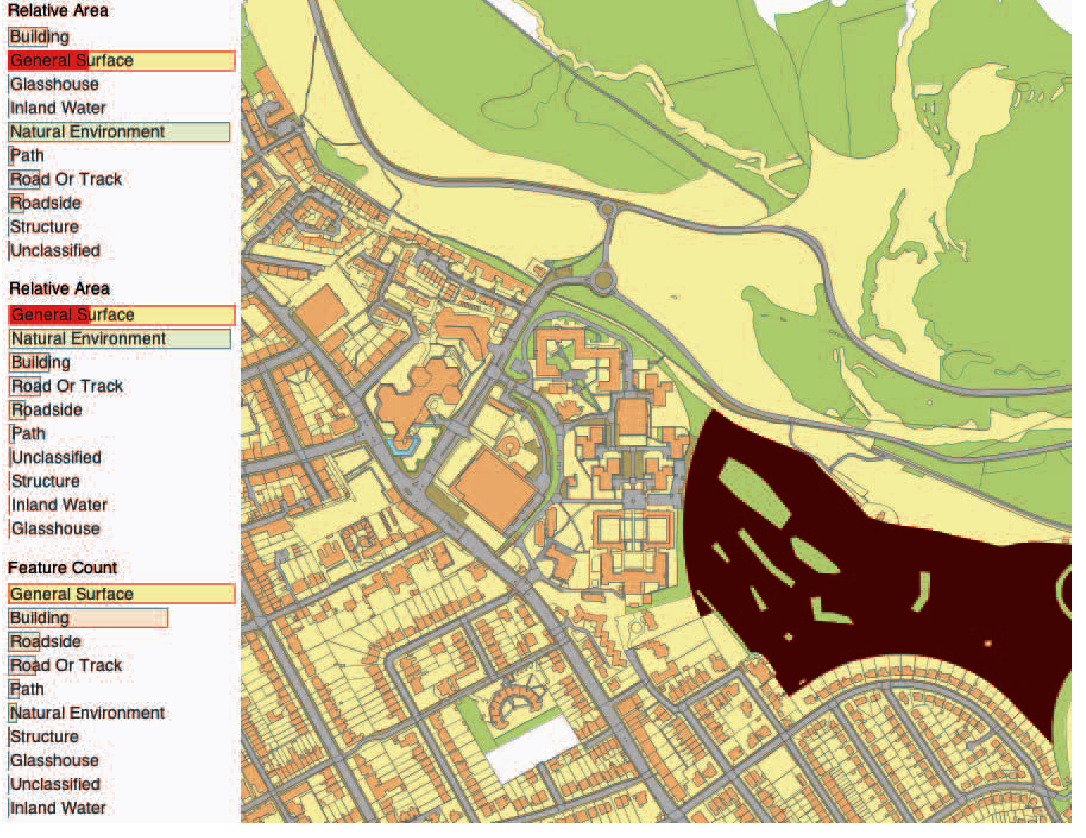 Relative Area
Building
General Surface
Glasshouse
Inland Water
Natural Environment
Path
Road Or Track
Roadside
Structure
Unclassified
Relative Area
General Surface
Natural Environment
Building
Road Or Track
Roadside
Path
Unclassified
Structure
Inland Water
Glasshouse
Feature Count
General Surface
Building
Roadside
Road Or Track
Path
Natural Environment
Structure
Glasshouse
Unclassified
Inland Water